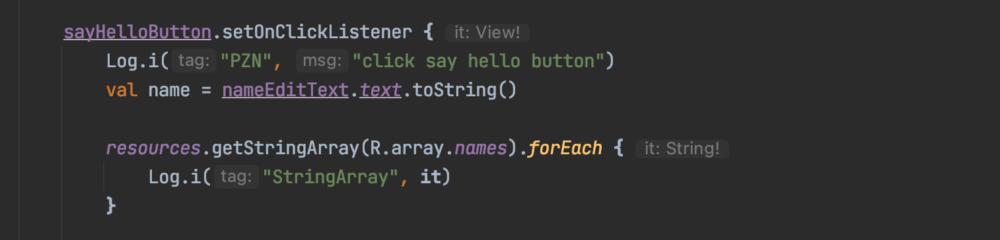 sayHelloButton.setOnClickListener { it: View!
Log.i( tag: "PZN", msg: "click say hello button")
val name = nameEditText.text.toString()
resources.getStringArray(R.array.names).forEach { it: String!
Log.i( tag: "StringArray", it)
}